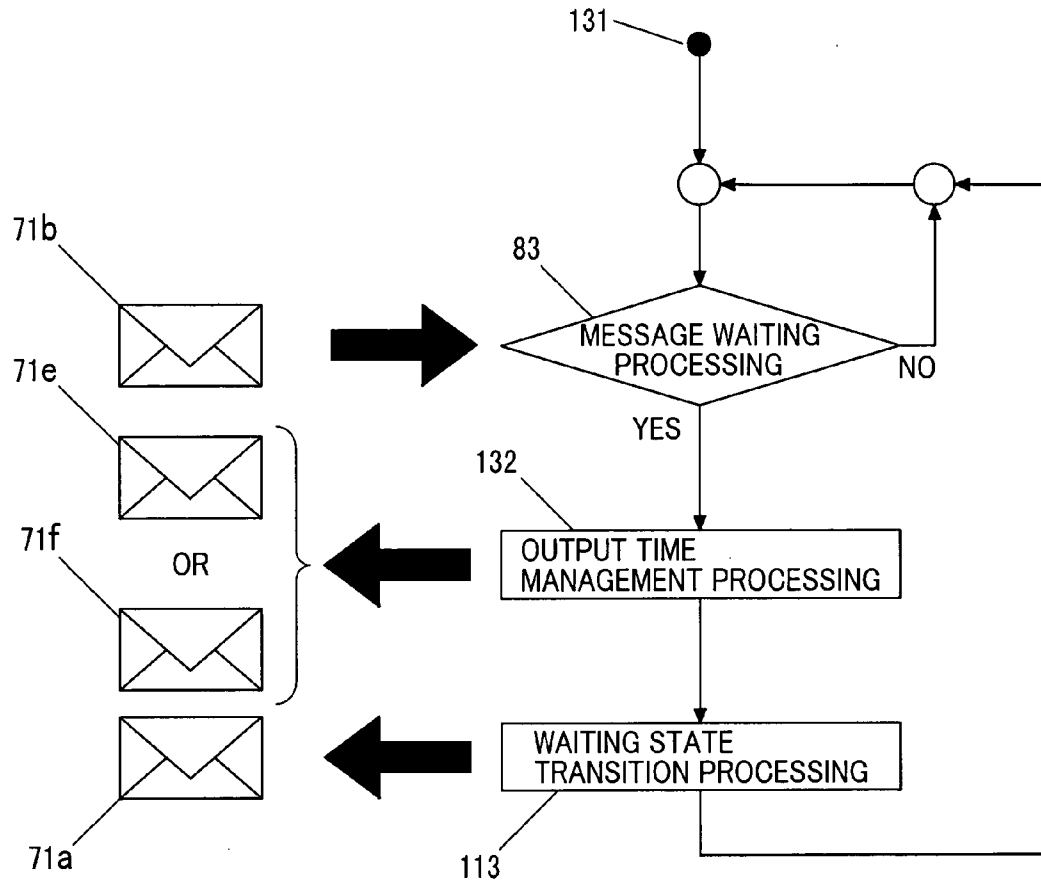 131
71b
83
MESSAGE WAITING
PROCESSING
NO
71e
YES
132
71f
OR
OUTPUT TIME
MANAGEMENT PROCESSING
WAITING STATE
TRANSITION PROCESSING
71a
113